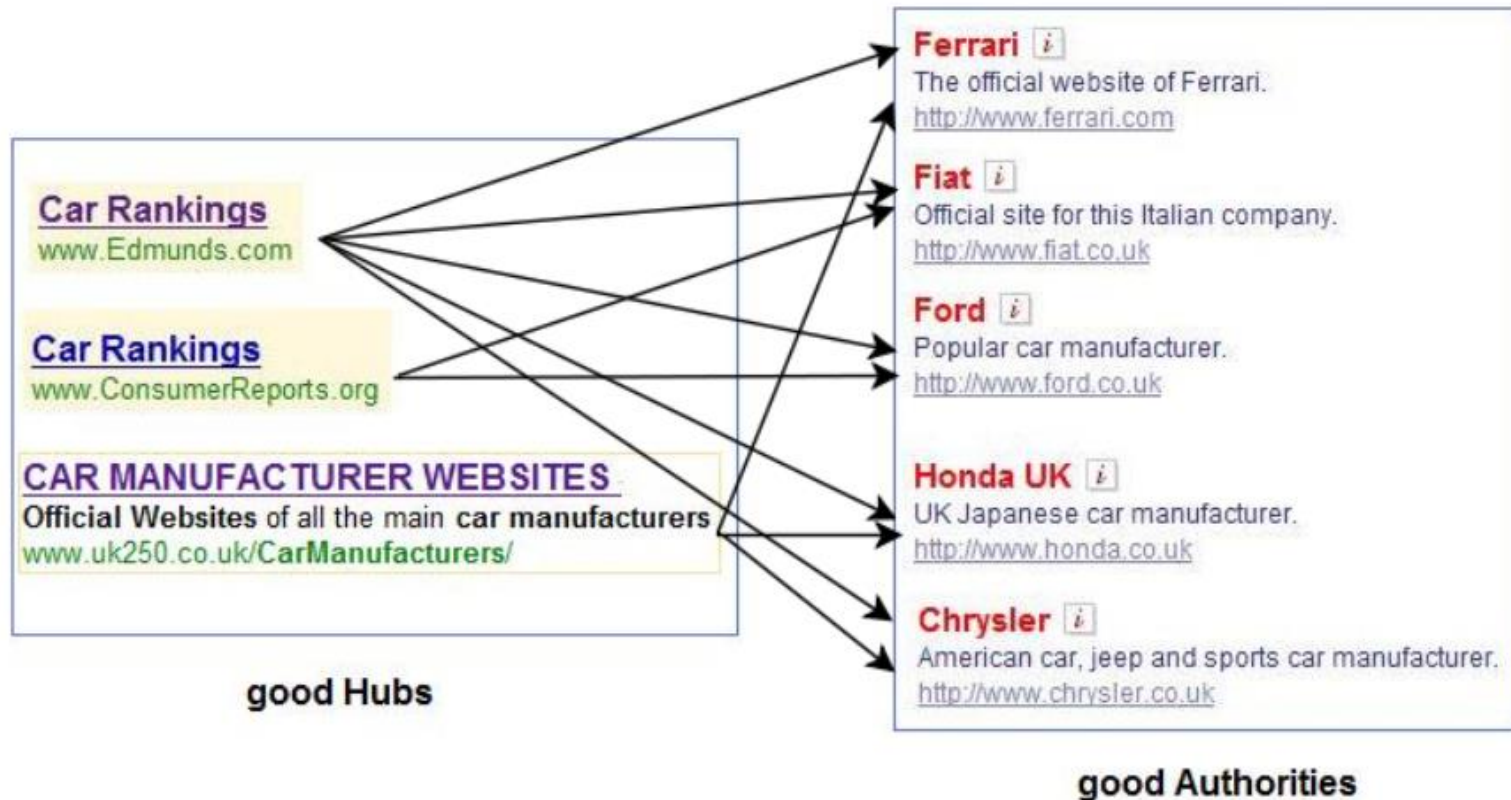 Car Rankings
www.Edmunds.com
Car Rankings
www.ConsumerReports.org
CAR MANUFACTURER WEBSITES
Official Websites of all the main car manufacturers
www.uk250.co.uk/CarManufacturers/
good Hubs
Ferrari i
The official website of Ferrari.
http://www.ferrari.com
Fiat i
Official site for this Italian company.
http://www.fiat.co.uk
Ford i
Popular car manufacturer.
http://www.ford.co.uk
Honda UK i
UK Japanese car manufacturer.
http://www.honda.co.uk
Chrysler i
American car, jeep and sports car manufacturer.
http://www.chrysler.co.uk
good Authorities